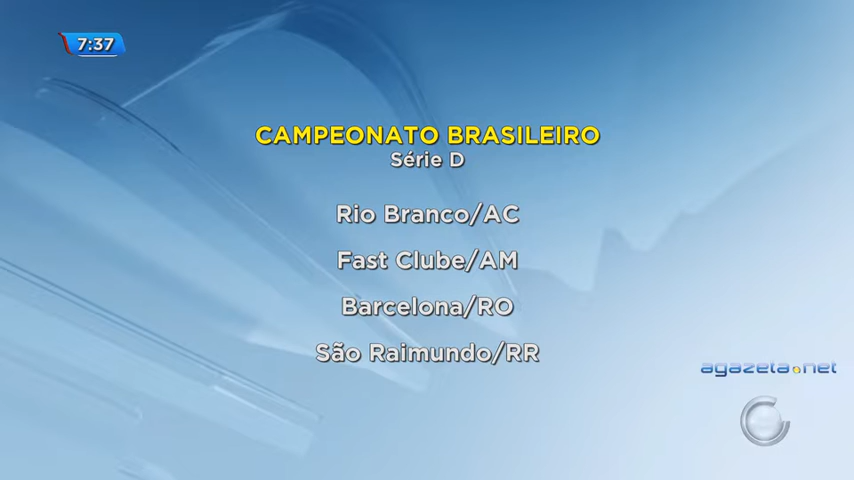 7:37
CAMPEONATO BRASILEIRO
Série D
Rio Branco/AC
Fast Clube/AM
Barcelona/RO
São Raimundo/RR
agazeta.net